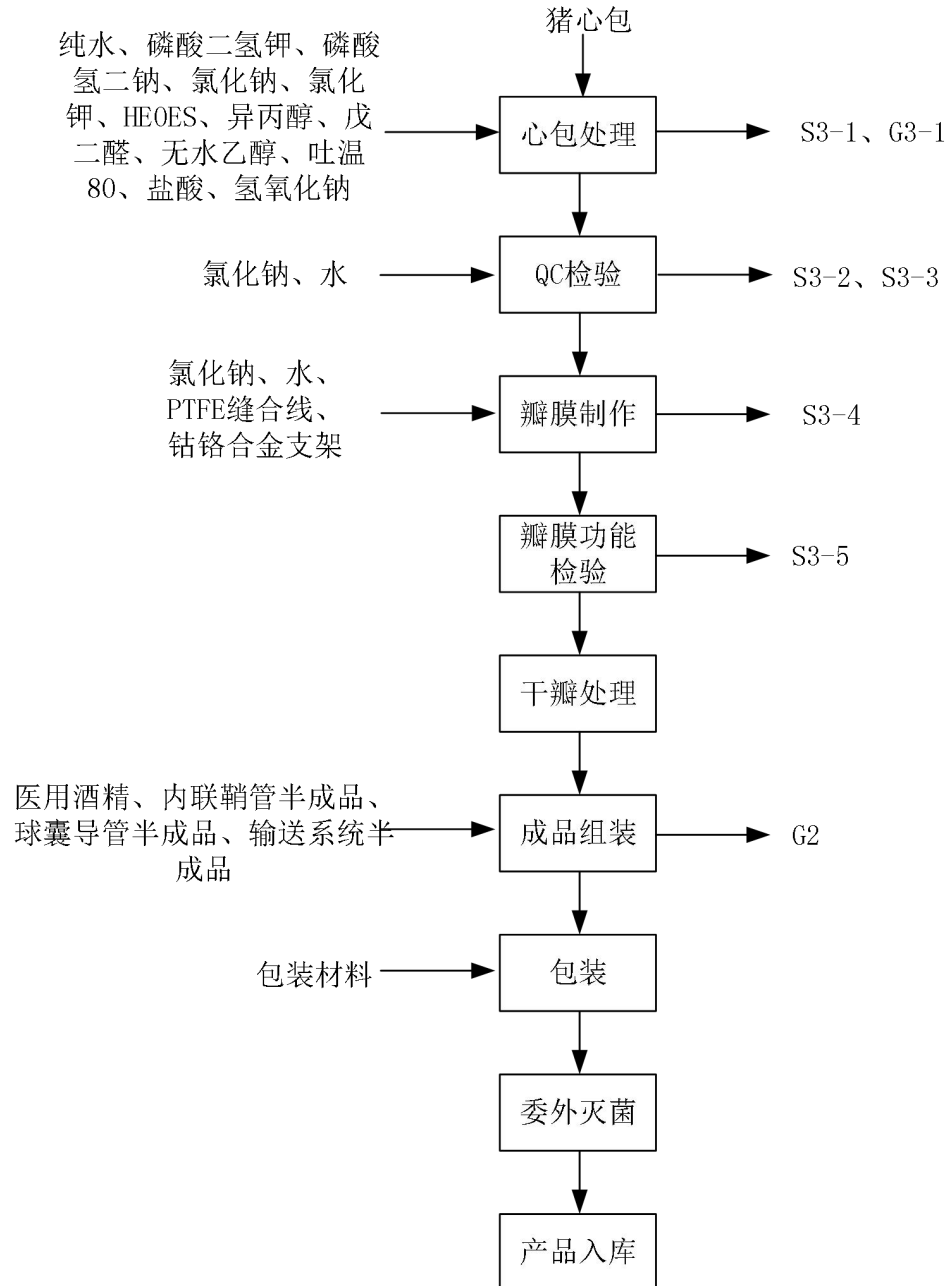 猪心包
纯水、磷酸二氢钾、磷酸
氢二钠、氯化钠、氯化
钾、HEOES、异丙醇、戊
二醛、无水乙醇、吐温
80、盐酸、氢氧化钠
心包处理
S3-1、G3-1
氯化钠、水
QC检验
S3-2、S3-3
氯化钠、水、
PTFE缝合线、
钴铬合金支架
瓣膜制作
S3-4
瓣膜功能
检验
S3-5
干瓣处理
医用酒精、内联鞘管半成品、
球囊导管半成品、输送系统半
成品
成品组装
G2
包装材料
包装
委外灭菌
产品入库